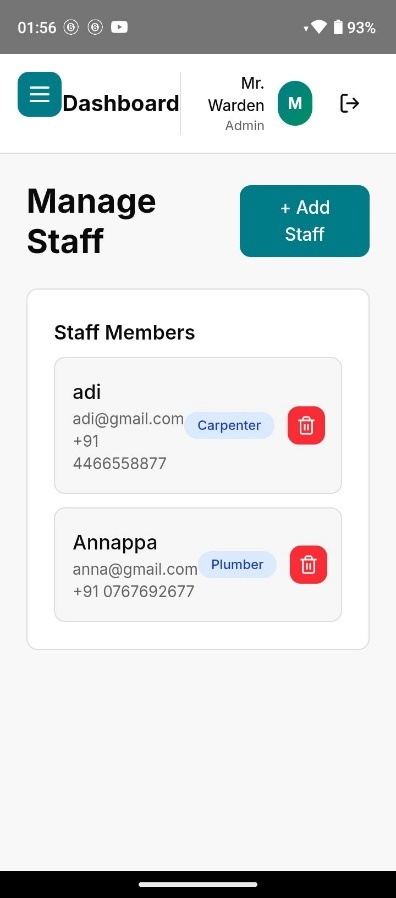 01:56 93%
Dashboard
Mr.
Warden
Admin
M
Manage
Staff
+ Add
Staff
Staff Members
adi
adi@gmail.com
+91
4466558877
Carpenter
Annappa
anna@gmail.com
+91 0767692677
Plumber